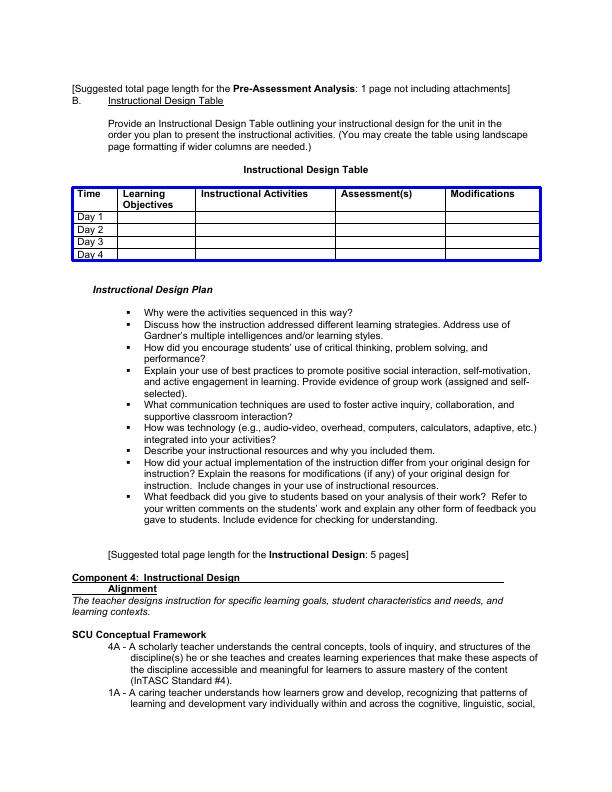 [Suggested total page length for the Pre-Assessment Analysis: 1 page not including attachments]
B. Instructional Design Table
Provide an Instructional Design Table outlining your instructional design for the unit in the
order you plan to present the instructional activities. (You may create the table using landscape
page formatting if wider columns are needed.)
Instructional Design Table
Time Learning Objectives Instructional Activities Assessment(s) Modifications
Day 1
Day 2
Day 3
Day 4
Instructional Design Plan
▪ Why were the activities sequenced in this way?
▪ Discuss how the instruction addressed different learning strategies. Address use of
Gardner's multiple intelligences and/or learning styles.
▪ How did you encourage students' use of critical thinking, problem solving, and
performance?
▪ Explain your use of best practices to promote positive social interaction, self-motivation,
and active engagement in learning. Provide evidence of group work (assigned and self-
selected).
▪ What communication techniques are used to foster active inquiry, collaboration, and
supportive classroom interaction?
▪ How was technology (e.g., audio-video, overhead, computers, calculators, adaptive, etc.)
integrated into your activities?
▪ Describe your instructional resources and why you included them.
▪ How did your actual implementation of the instruction differ from your original design for
instruction? Explain the reasons for modifications (if any) of your original design for
instruction. Include changes in your use of instructional resources.
▪ What feedback did you give to students based on your analysis of their work? Refer to
your written comments on the students' work and explain any other form of feedback you
gave to students. Include evidence for checking for understanding.
[Suggested total page length for the Instructional Design: 5 pages]
Component 4: Instructional Design
Alignment
The teacher designs instruction for specific learning goals, student characteristics and needs, and
learning contexts.
SCU Conceptual Framework
4A - A scholarly teacher understands the central concepts, tools of inquiry, and structures of the
discipline(s) he or she teaches and creates learning experiences that make these aspects of
the discipline accessible and meaningful for learners to assure mastery of the content
(InTASC Standard #4).
1A - A caring teacher understands how learners grow and develop, recognizing that patterns of
learning and development vary individually within and across the cognitive, linguistic, social,